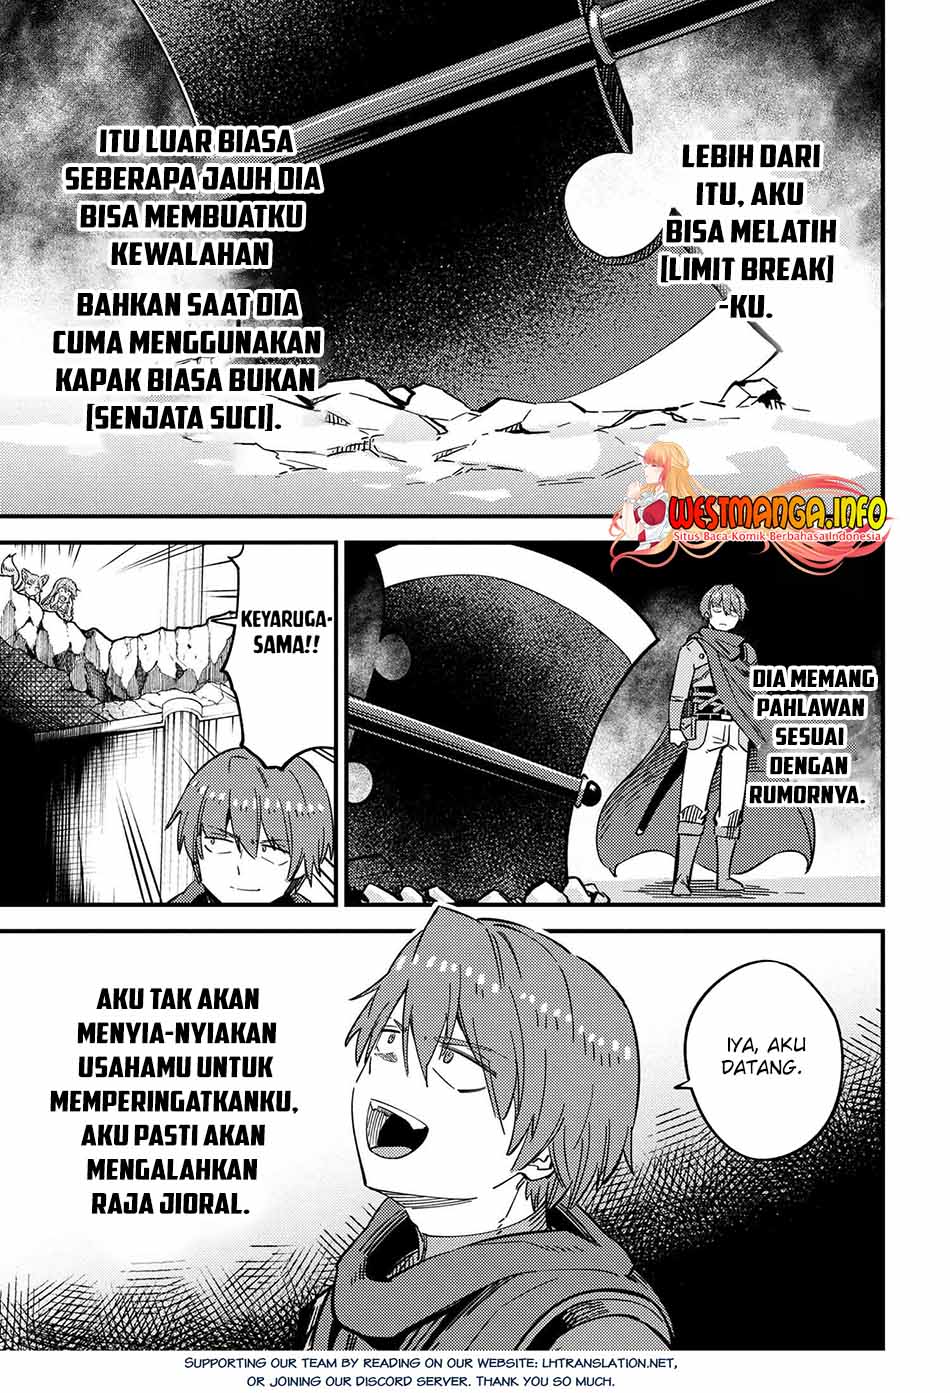 LEBIH DARI
ITU, AKU
BISA MELATIH
[LIMIT BREAK]
-KU.
ITU LUAR BIASA
SEBERAPA JAUH DIA
BISA MEMBUATKU
KEWALAHAN
BAHKAN SAAT DIA
CUMA MENGGUNAKAN
KAPAK BIASA BUKAN
[SENJATA SUCI].
WESTMANGA.INFO
Situs Baca Komik Berbahasa Indonesia
DIA MEMANG
PAHLAWAN
SESUAI
DENGAN
RUMORNYA.
KEYARUGA-
SAMA!!
IYA, AKU
DATANG.
AKU TAK AKAN
MENYIA-NYIAKAN
USAHAMU UNTUK
MEMPERINGATKANKU,
AKU PASTI AKAN
MENGALAHKAN
RAJA JIORAL.
SUPPORTING OUR TEAM BY READING ON OUR WEBSITE: LHTRANSLATION.NET,
OR JOINING OUR DISCORD SERVER. THANK YOU SO MUCH.